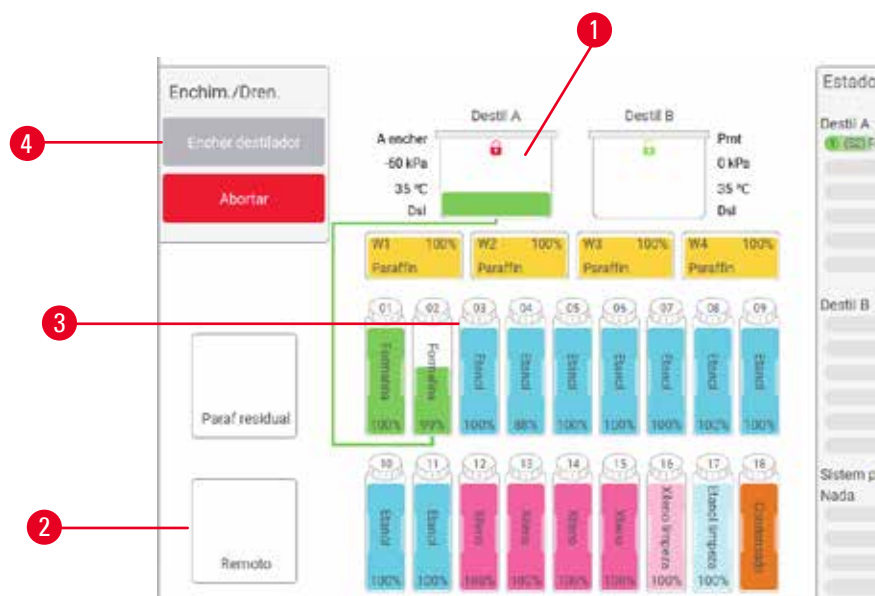 1
Enchim./Dren.
4
Encher destilador
Abortar
Destil A
Destil B
A encher
-60 kPa
35 ºC
Dsl
Prnt
0 kPa
35 ºC
Dsl
W1 100%
Paraffin
W2 100%
Paraffin
W3 100%
Paraffin
W4 100%
Paraffin
3
01 02 03 04 05 06 07 08 09
Formalina Formalina Etanol Etanol Etanol Etanol Etanol Etanol Etanol
100% 99% 100% 88% 100% 100% 100% 100% 100%
10 11 12 13 14 15 16 17 18
Etanol Etanol Xileno Xileno Xileno Xileno Xileno limpeza Etanol limpeza Condensado
100% 100% 100% 100% 100% 100% 100% 100%
Paraf residual
2
Remoto
Estado
Destil A
1 (S2) F
Destil B
Sistem p
Nada